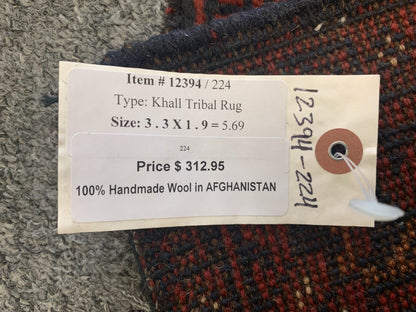 Item # 12394 / 224
Type: Khall Tribal Rug
Size: 3 . 3 X 1 . 9 = 5.69
224
Price $ 312.95
100% Handmade Wool in AFGHANISTAN
12394-224